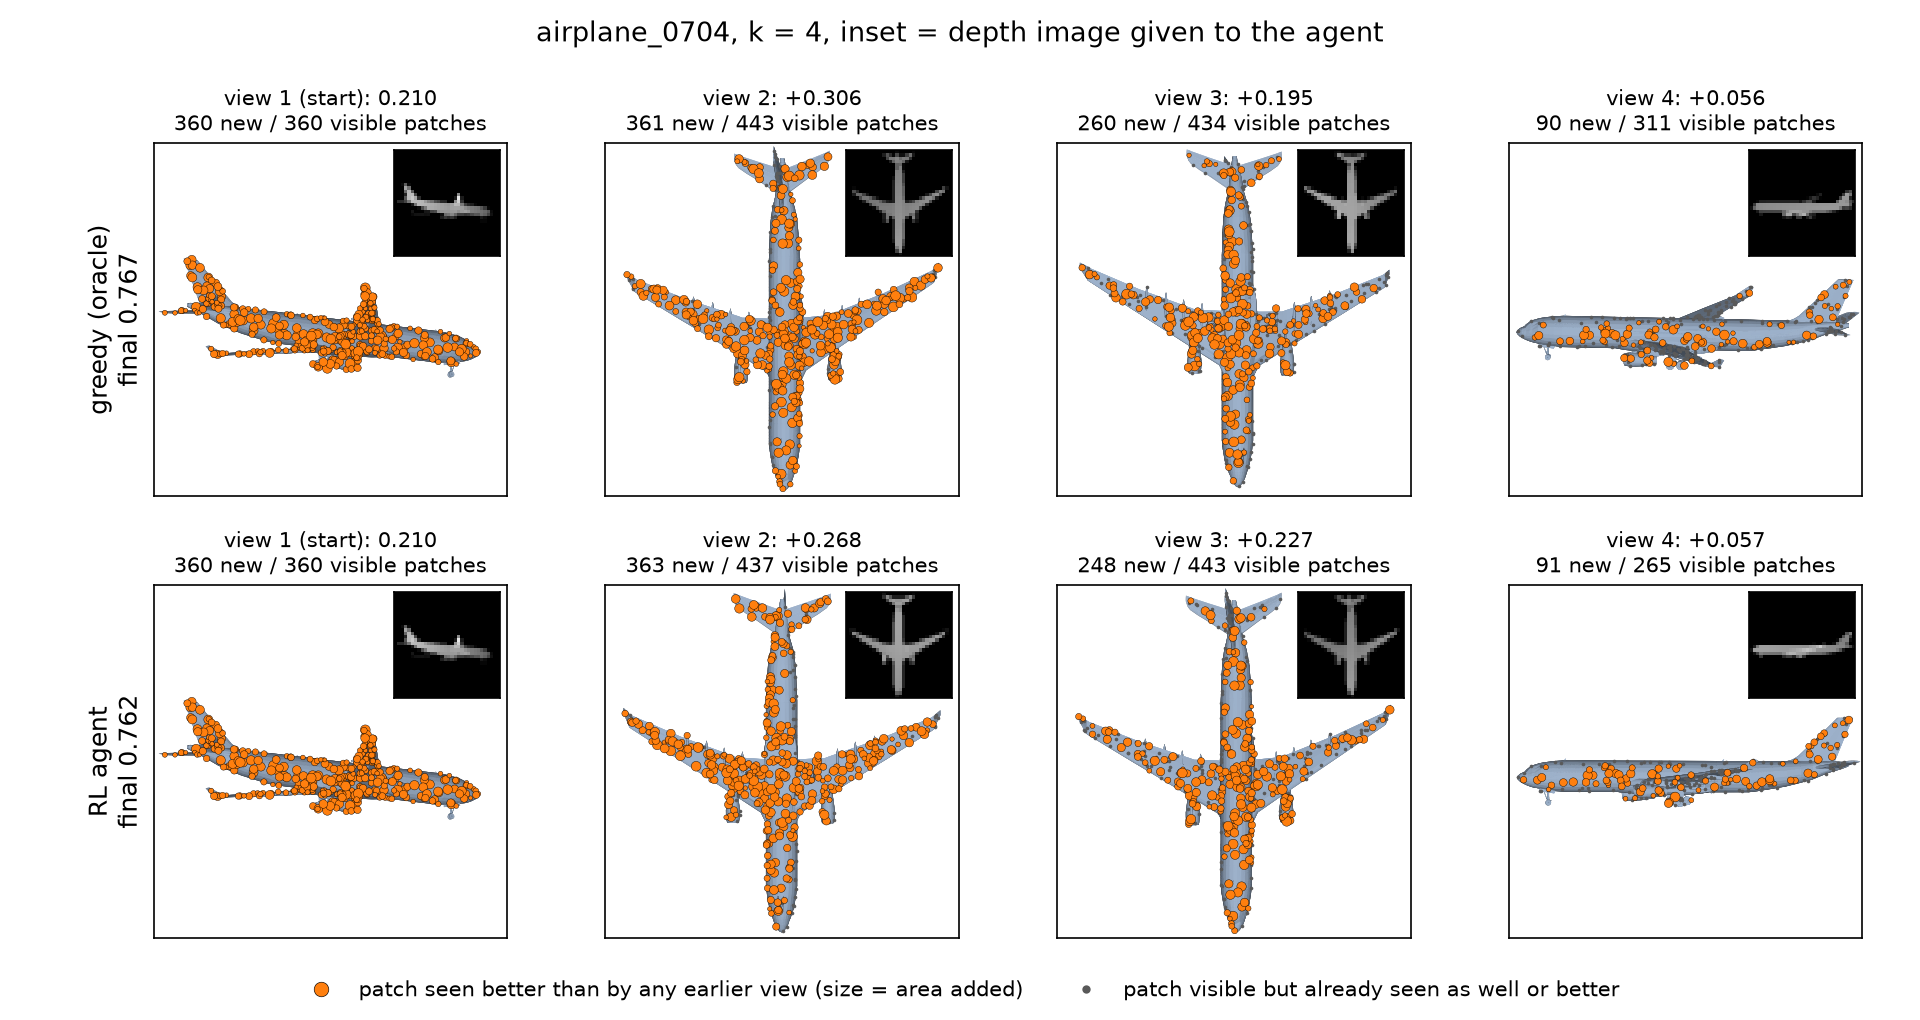 airplane_0704, k = 4, inset = depth image given to the agent
view 1 (start): 0.210
360 new / 360 visible patches
view 2: +0.306
361 new / 443 visible patches
view 3: +0.195
260 new / 434 visible patches
view 4: +0.056
90 new / 311 visible patches
greedy (oracle)
final 0.767
view 1 (start): 0.210
360 new / 360 visible patches
view 2: +0.268
363 new / 437 visible patches
view 3: +0.227
248 new / 443 visible patches
view 4: +0.057
91 new / 265 visible patches
RL agent
final 0.762
patch seen better than by any earlier view (size = area added)
patch visible but already seen as well or better